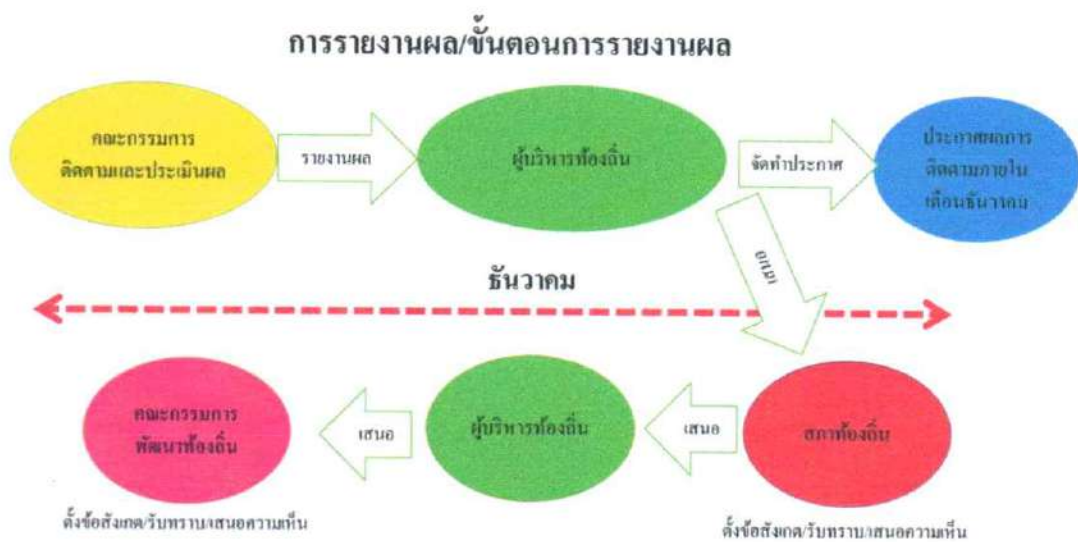 การรายงานผล/ขั้นตอนการรายงานผล
คณะกรรมการ
ติดตามและประเมินผล
รายงานผล
ผู้บริหารท้องถิ่น
จัดทำประกาศ
ประกาศผลการ
ติดตามภายใน
เดือนธันวาคม
เสนอ
ธันวาคม
คณะกรรมการ
พัฒนาท้องถิ่น
เสนอ
ผู้บริหารท้องถิ่น
เสนอ
สภาท้องถิ่น
ตั้งข้อสังเกต/รับทราบ/เสนอความเห็น
ตั้งข้อสังเกต/รับทราบ/เสนอความเห็น